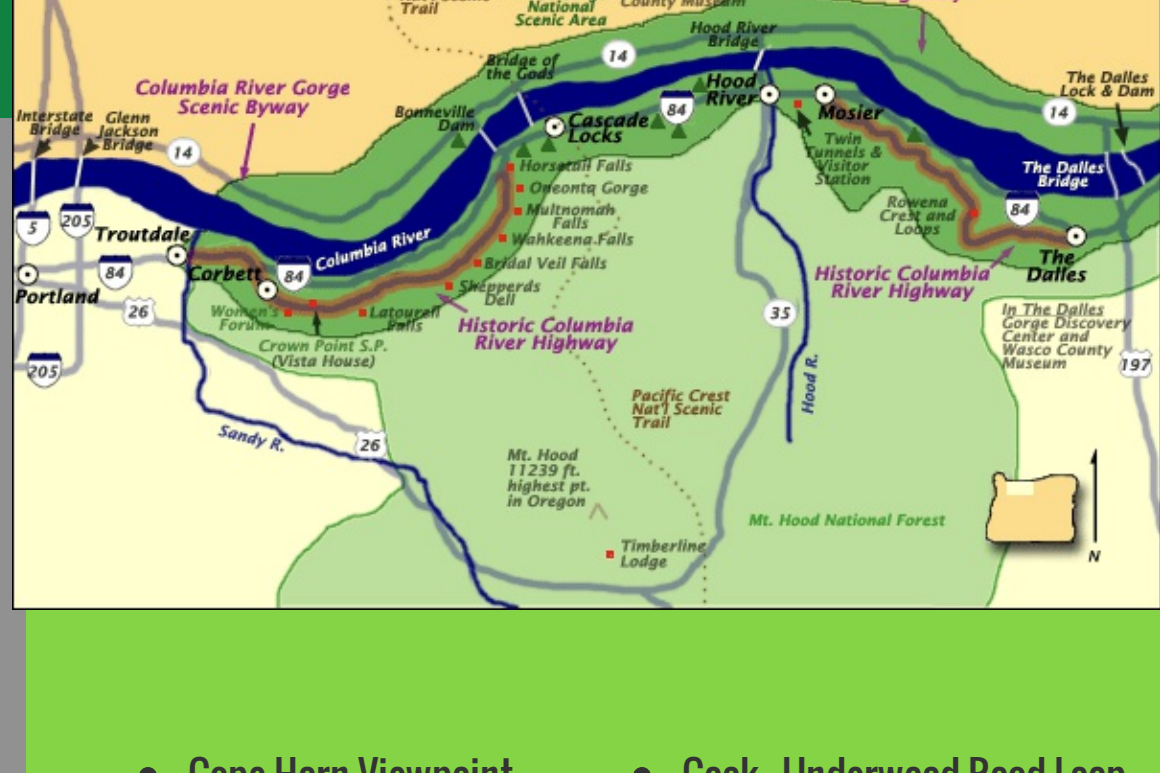 Trail
National
Scenic Area
County Museum
Hood River
Bridge
14
Bridge of
the Gods
The Dalles
Lock & Dam
Columbia River Gorge
Scenic Byway
Hood
River
84
Mosier
14
Interstate
Bridge
Glenn
Jackson
Bridge
Bonneville
Dam
Cascade
Locks
14
Twin
Tunnels &
Visitor
Station
Horsetail Falls
Oneonta Gorge
Multnomah
Falls
Wahkeena Falls
Bridal Veil Falls
Shepperds
Dell
The Dalles
Bridge
Rowena
Crest and
Loops
84
5
205
Troutdale
Columbia River
84
Corbett
84
Portland
26
Women's
Forum
Latourell
Falls
Crown Point S.P.
(Vista House)
Historic Columbia
River Highway
Historic Columbia
River Highway
The
Dalles
35
In The Dalles
Gorge Discovery
Center and
Wasco County
Museum
197
205
Hood R.
Pacific Crest
Nat'l Scenic
Trail
Sandy R.
26
Mt. Hood
11239 ft.
highest pt.
in Oregon
Mt. Hood National Forest
Timberline
Lodge
N